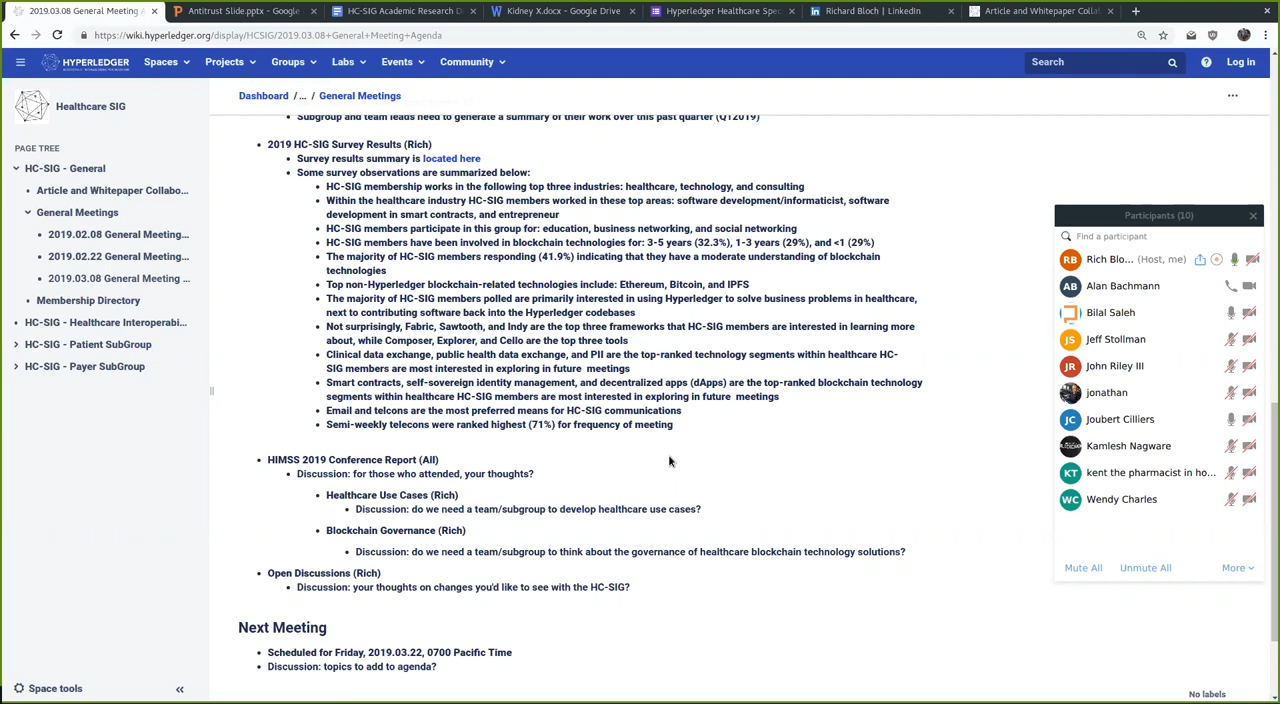 2019.03.08 General Meeting A
Antitrust Slide.pptx - Google
HC-SIG Academic Research D
Kidney X.docx - Google Drive
Hyperledger Healthcare Spec
Richard Bloch | LinkedIn
Article and Whitepaper Colla
https://wiki.hyperledger.org/display/HCSIG/2019.03.08+General+Meeting+Agenda
HYPERLEDGER
Spaces
Projects
Groups
Labs
Events
Community
Search
Log in
Healthcare SIG
PAGE TREE
HC-SIG - General
Article and Whitepaper Collabo...
General Meetings
2019.02.08 General Meeting...
2019.02.22 General Meeting...
2019.03.08 General Meeting ...
Membership Directory
HC-SIG - Healthcare Interoperabi...
HC-SIG - Patient SubGroup
HC-SIG - Payer SubGroup
Space tools
Dashboard / ... / General Meetings
Subgroup and team leads need to generate a summary of their work over this past quarter (Q12019)
2019 HC-SIG Survey Results (Rich)
Survey results summary is located here
Some survey observations are summarized below:
HC-SIG membership works in the following top three industries: healthcare, technology, and consulting
Within the healthcare industry HC-SIG members worked in these top areas: software development/informaticist, software
development in smart contracts, and entrepreneur
HC-SIG members participate in this group for: education, business networking, and social networking
HC-SIG members have been involved in blockchain technologies for: 3-5 years (32.3%), 1-3 years (29%), and <1 (29%)
The majority of HC-SIG members responding (41.9%) indicating that they have a moderate understanding of blockchain
technologies
Top non-Hyperledger blockchain-related technologies include: Ethereum, Bitcoin, and IPFS
The majority of HC-SIG members polled are primarily interested in using Hyperledger to solve business problems in healthcare,
next to contributing software back into the Hyperledger codebases
Not surprisingly, Fabric, Sawtooth, and Indy are the top three frameworks that HC-SIG members are interested in learning more
about, while Composer, Explorer, and Cello are the top three tools
Clinical data exchange, public health data exchange, and PII are the top-ranked technology segments within healthcare HC-
SIG members are most interested in exploring in future meetings
Smart contracts, self-sovereign identity management, and decentralized apps (dApps) are the top-ranked blockchain technology
segments within healthcare HC-SIG members are most interested in exploring in future meetings
Email and telcons are the most preferred means for HC-SIG communications
Semi-weekly telecons were ranked highest (71%) for frequency of meeting
HIMSS 2019 Conference Report (All)
Discussion: for those who attended, your thoughts?
Healthcare Use Cases (Rich)
Discussion: do we need a team/subgroup to develop healthcare use cases?
Blockchain Governance (Rich)
Discussion: do we need a team/subgroup to think about the governance of healthcare blockchain technology solutions?
Open Discussions (Rich)
Discussion: your thoughts on changes you'd like to see with the HC-SIG?
Next Meeting
Scheduled for Friday, 2019.03.22, 0700 Pacific Time
Discussion: topics to add to agenda?
No labels
Participants (10)
Find a participant
RB Rich Blo... (Host, me)
AB Alan Bachmann
Bilal Saleh
JS Jeff Stollman
JR John Riley III
jonathan
JC Joubert Cilliers
Kamlesh Nagware
KT kent the pharmacist in ho...
WC Wendy Charles
Mute All
Unmute All
More